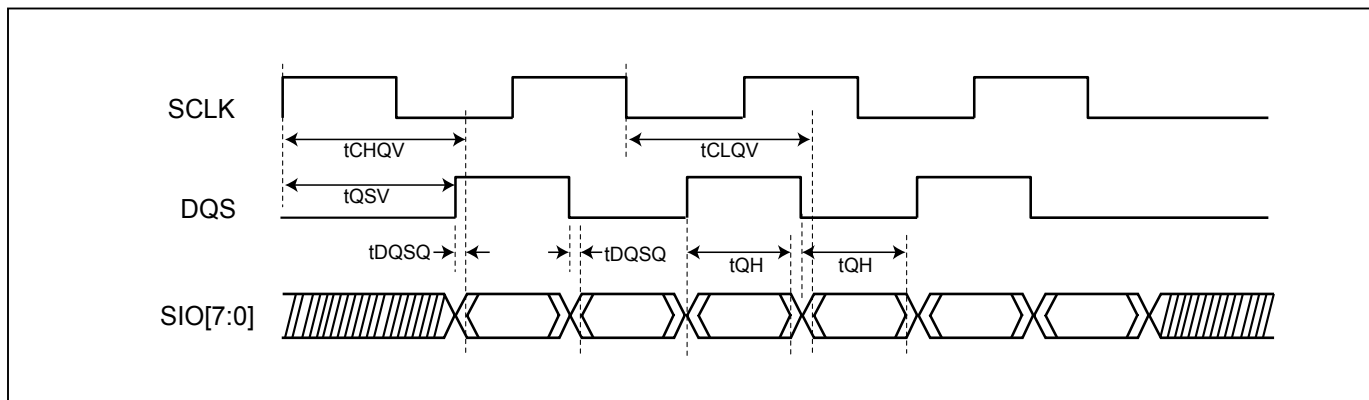 SCLK
tCHQV
tCLQV
tQSV
DQS
tDQSQ
tDQSQ
tQH
tQH
SIO[7:0]